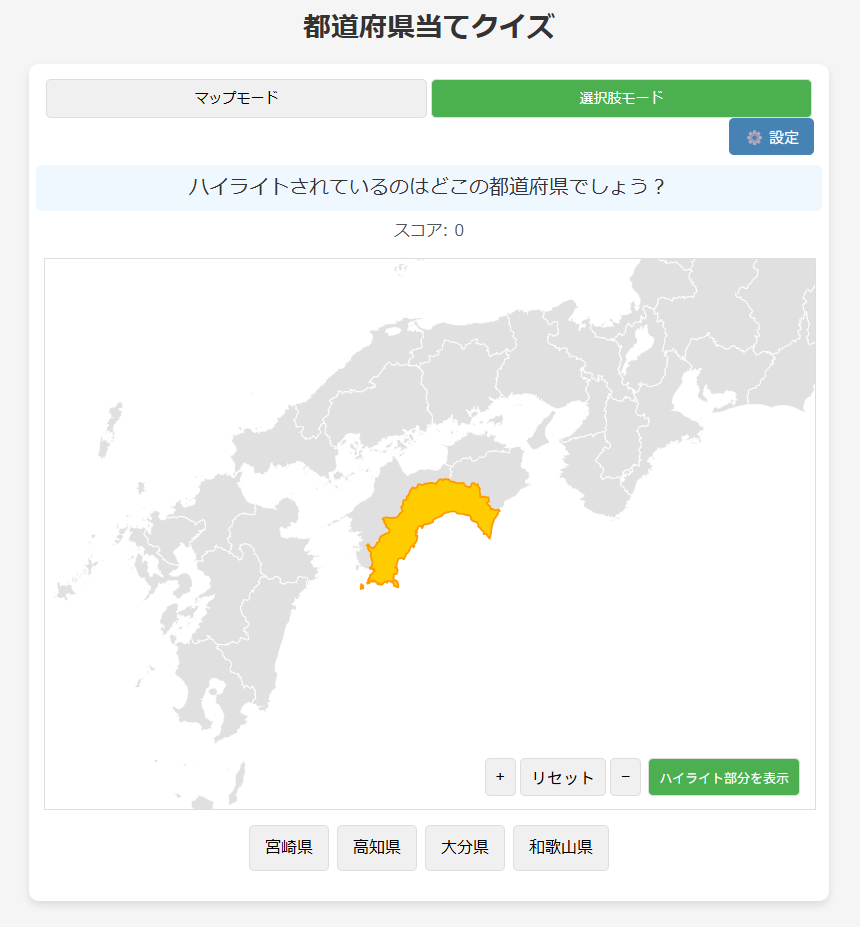 都道府県当てクイズ
マップモード
選択肢モード
設定
ハイライトされているのはどこの都道府県でしょう？
スコア: 0
+
リセット
−
ハイライト部分を表示
宮崎県
高知県
大分県
和歌山県